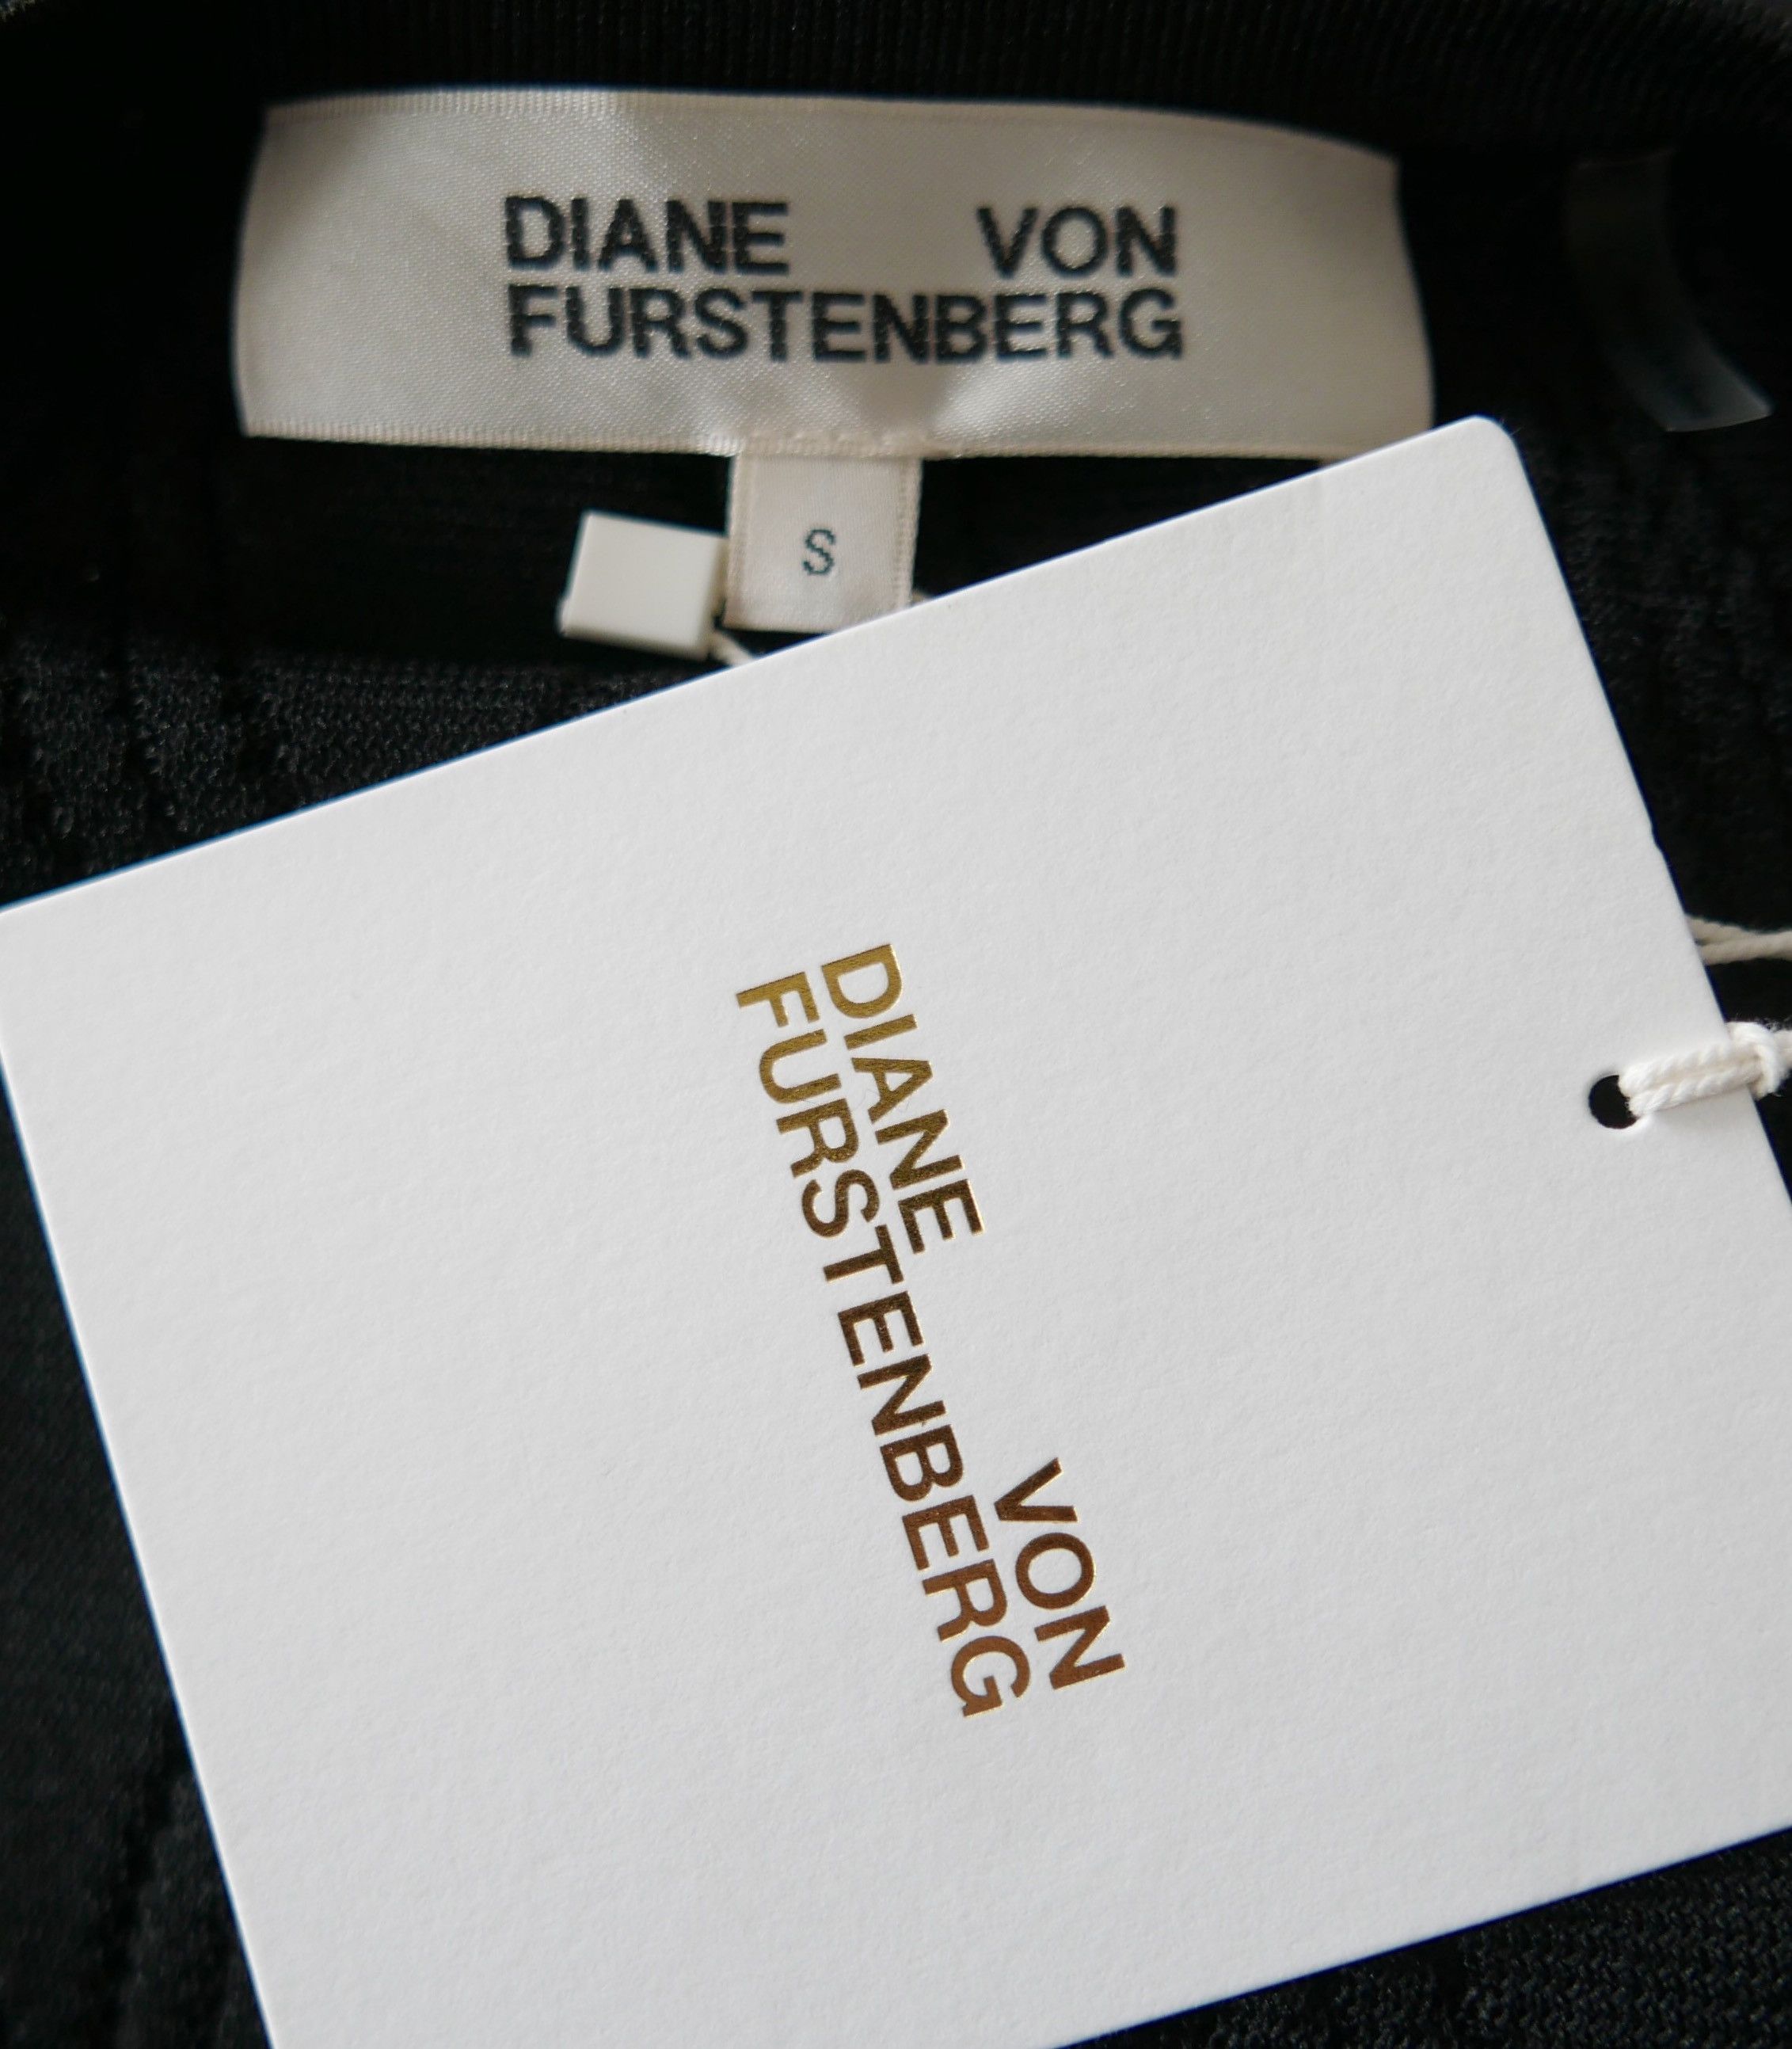 DIANE VON
FURSTENBERG
S
DIANE VON
FURSTENBERG